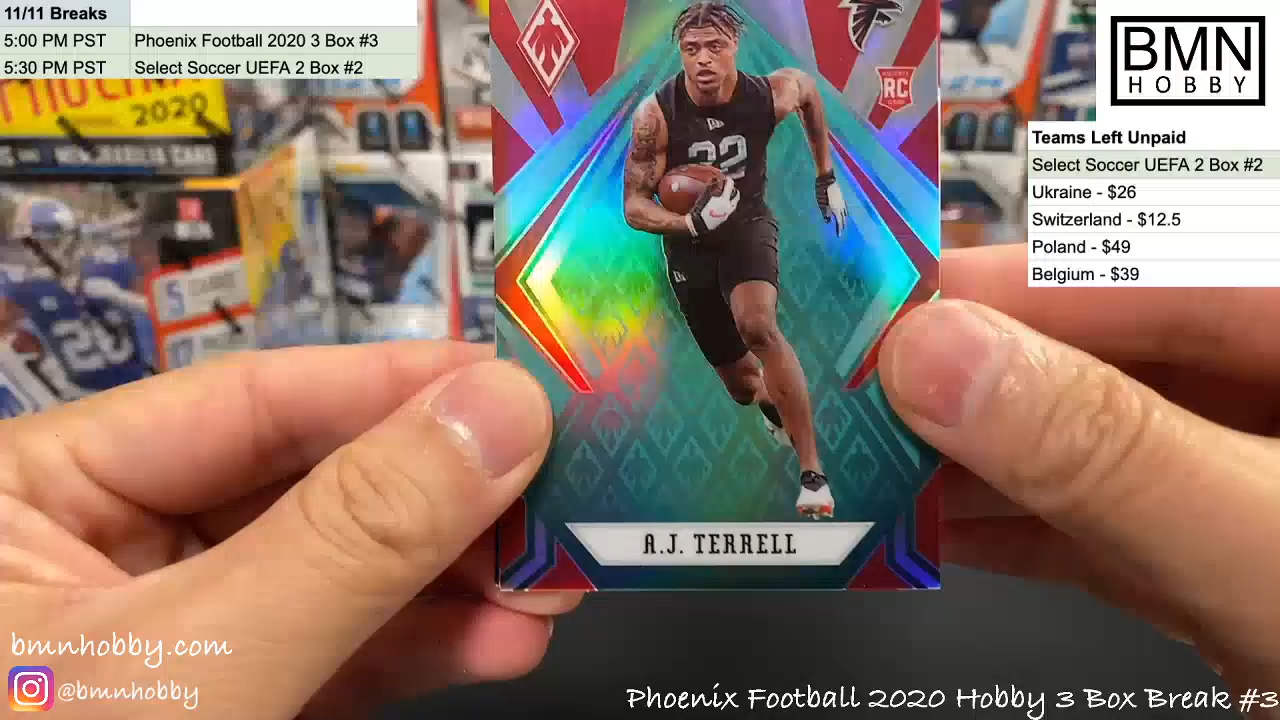 11/11 Breaks
5:00 PM PST Phoenix Football 2020 3 Box #3
5:30 PM PST Select Soccer UEFA 2 Box #2
BMN
HOBBY
Teams Left Unpaid
Select Soccer UEFA 2 Box #2
Ukraine - $26
Switzerland - $12.5
Poland - $49
Belgium - $39
2020
RC
22
20
5
A.J. TERRELL
bmnhobby.com
@bmnhobby
Phoenix Football 2020 Hobby 3 Box Break #3